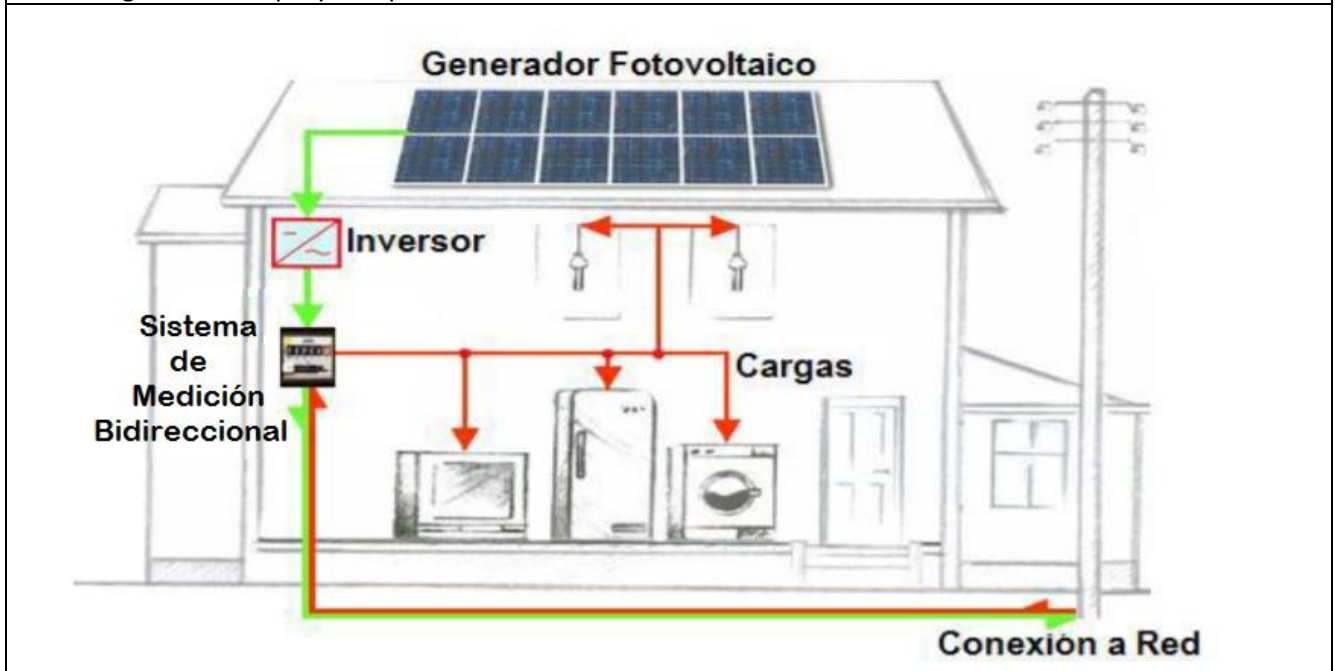 Generador Fotovoltaico
Inversor
Sistema
de
Medición
Bidireccional
Cargas
Conexión a Red